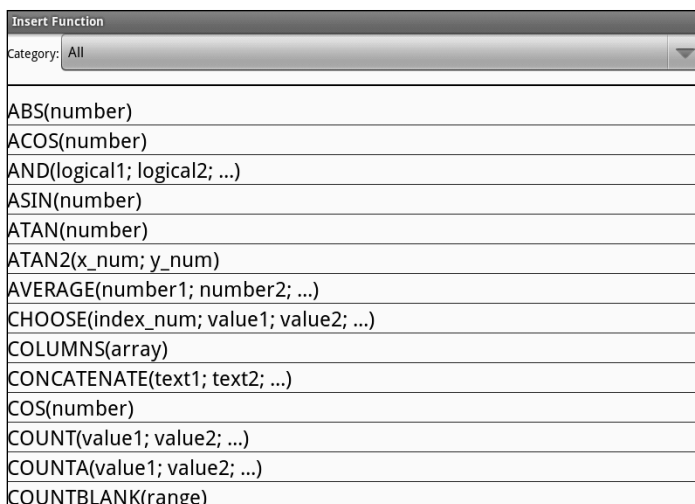 Insert Function
Category: All
ABS(number)
ACOS(number)
AND(logical1; logical2; ...)
ASIN(number)
ATAN(number)
ATAN2(x_num; y_num)
AVERAGE(number1; number2; ...)
CHOOSE(index_num; value1; value2; ...)
COLUMNS(array)
CONCATENATE(text1; text2; ...)
COS(number)
COUNT(value1; value2; ...)
COUNTA(value1; value2; ...)
COUNTBLANK(range)